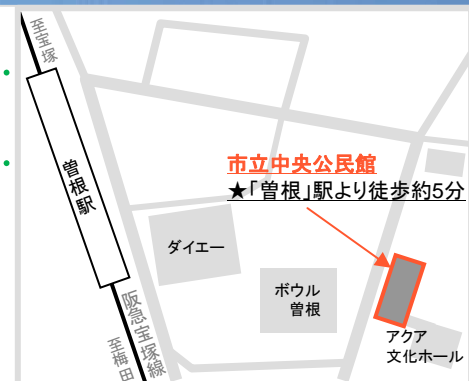 至宝塚
曽根駅
市立中央公民館
★「曽根」駅より徒歩約5分
ダイエー
ボウル
曽根
アクア
文化ホール
阪急宝塚線
至梅田